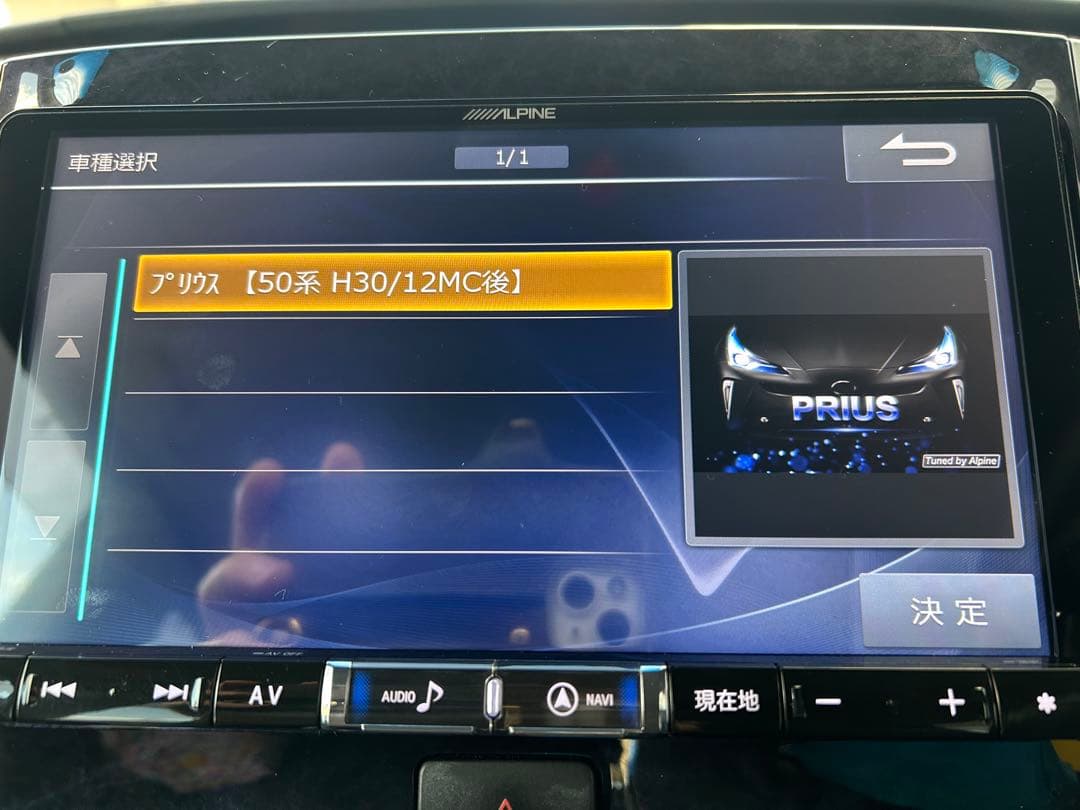 ALPINE
車種選択
1/1
ﾌﾟﾘｳｽ 【50系 H30/12MC後】
PRIUS
Tuned by Alpine
決定
AV
AUDIO
NAVI
現在地
－
＋
*